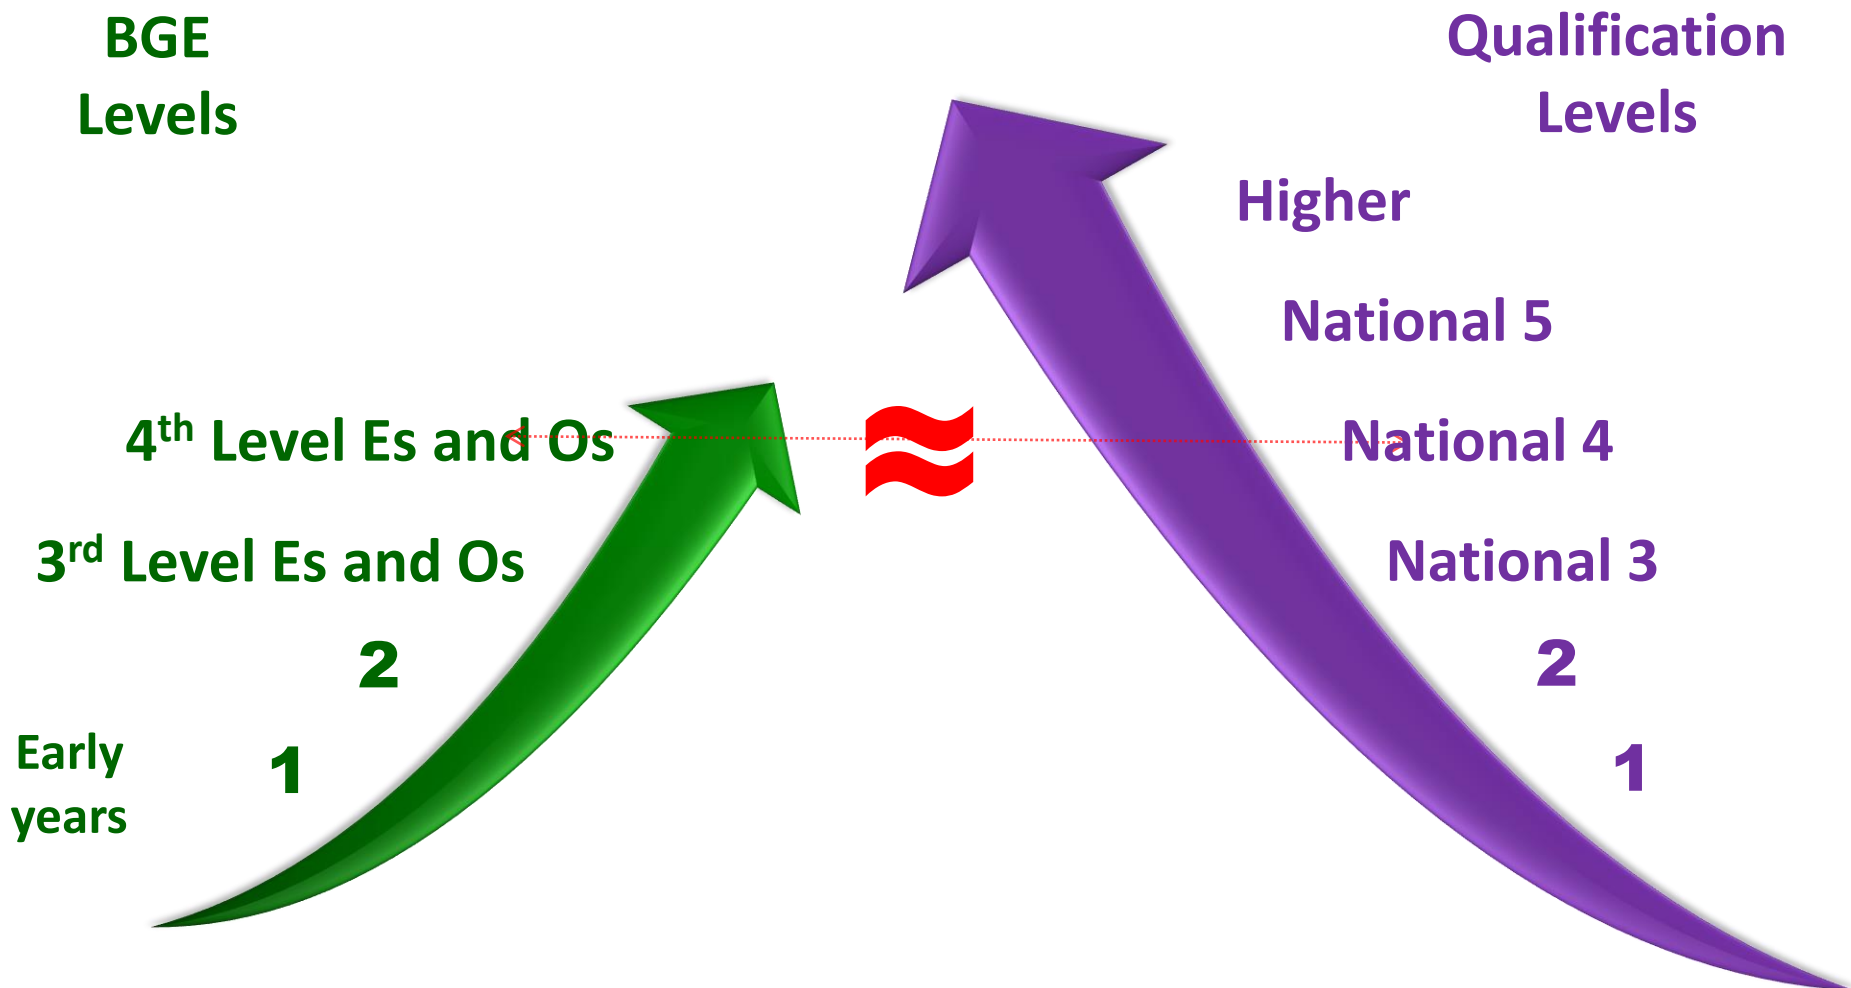 BGE
Levels
Qualification
Levels
Higher
National 5
4th Level Es and Os
≈
National 4
3rd Level Es and Os
National 3
2
2
Early
years
1
1